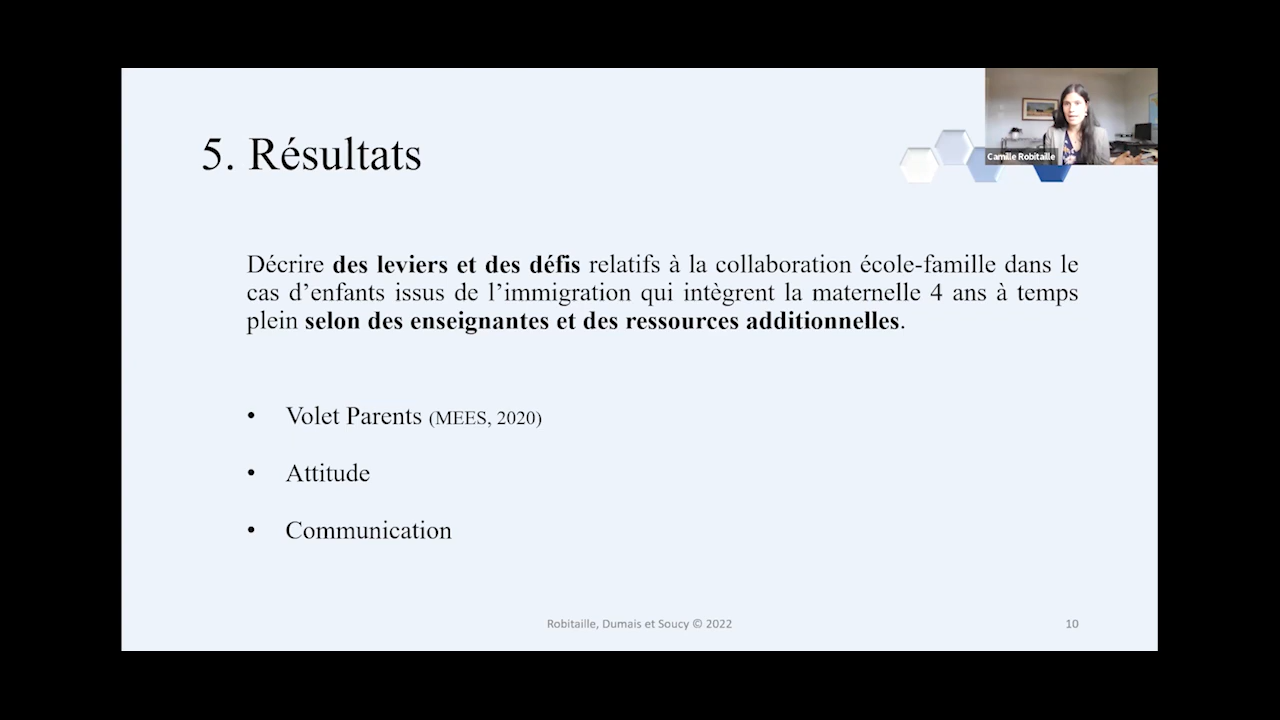 Camille Robitaille
5. Résultats
Décrire des leviers et des défis relatifs à la collaboration école-famille dans le
cas d’enfants issus de l’immigration qui intègrent la maternelle 4 ans à temps
plein selon des enseignantes et des ressources additionnelles.
• Volet Parents (MEES, 2020)
• Attitude
• Communication
Robitaille, Dumais et Soucy © 2022
10